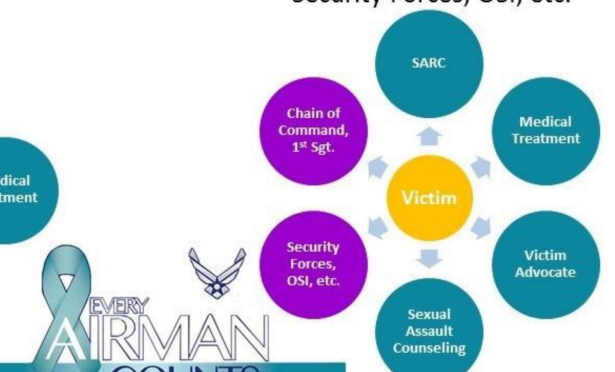 Security Forces, OSI, etc.
SARC
Chain of
Command,
1st Sgt.
Medical
Treatment
dical
tment
Victim
Security
Forces,
OSI, etc.
Victim
Advocate
Sexual
Assault
Counseling
EVERY
AIRMAN
COUNTS